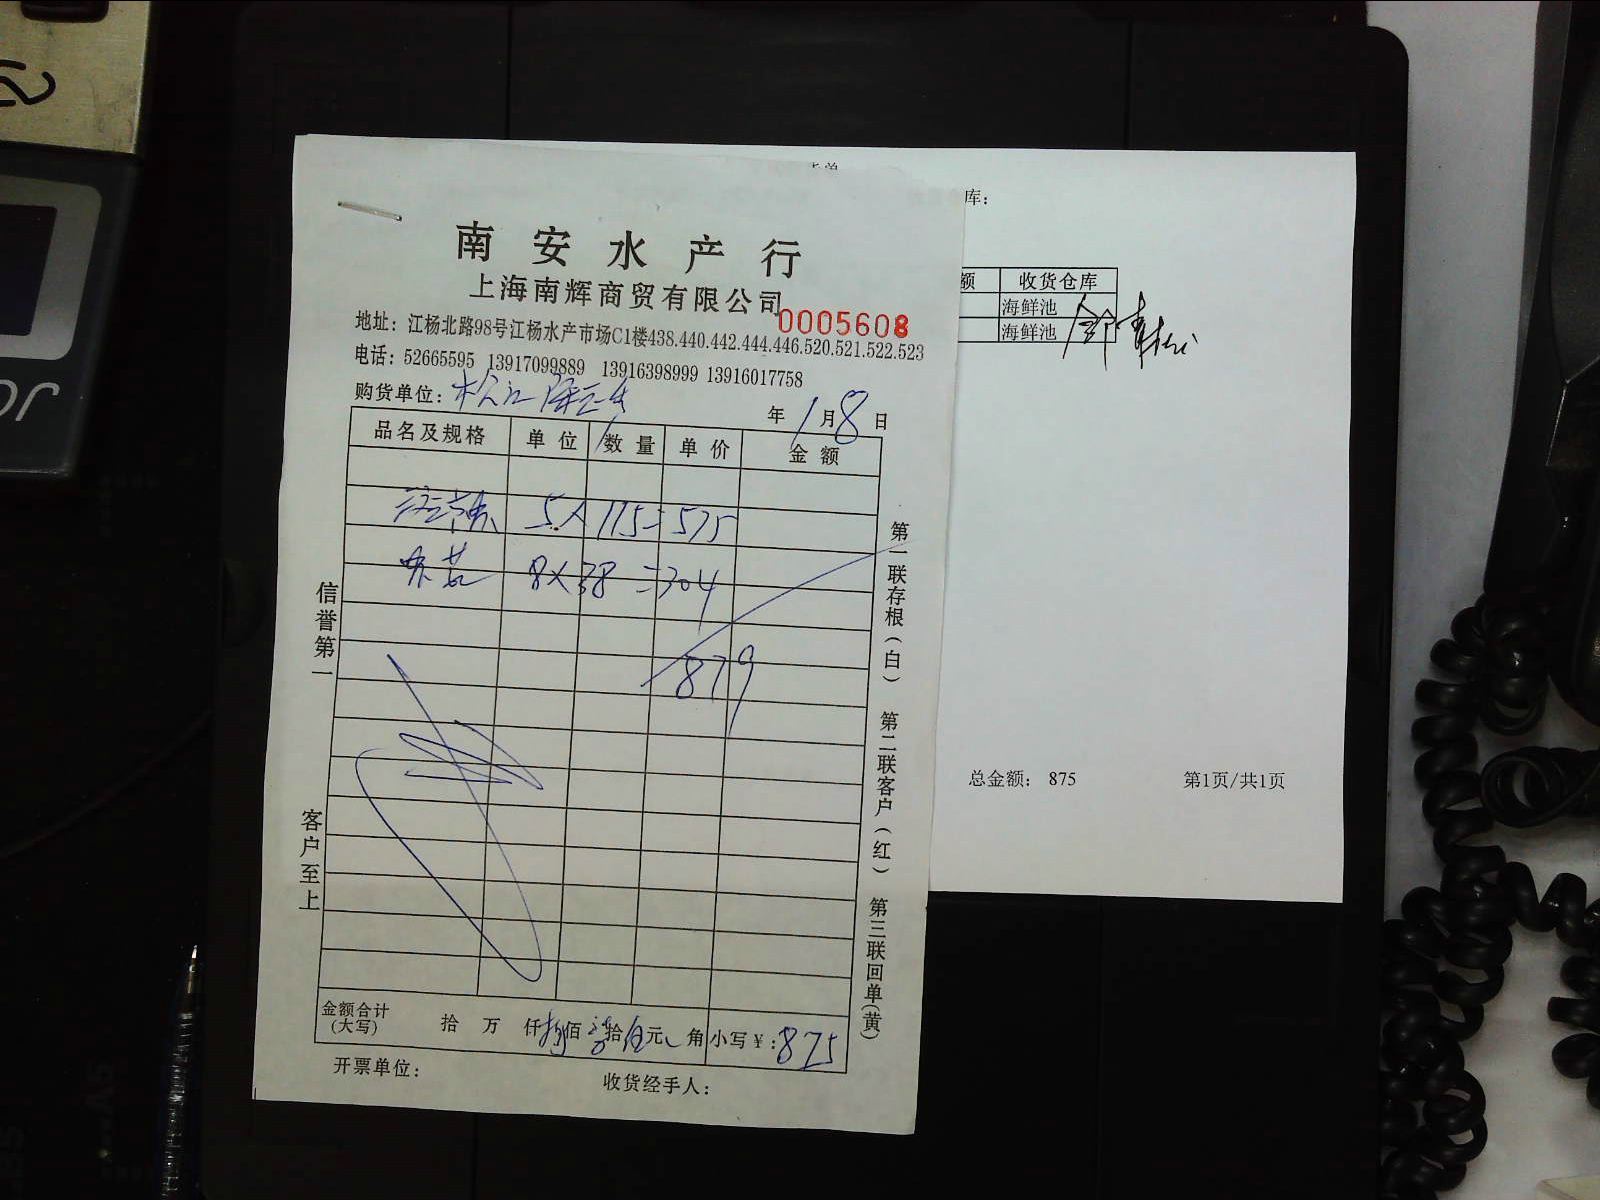 南安水产行
上海南辉商贸有限公司
0005608
地址：江杨北路98号江杨水产市场C1楼438.440.442.444.446.520.521.522.523
电话：52665595 13917099889 13916398999 13916017758
购货单位：松江
年1月8日
品名及规格 单位 数量 单价 金额
5×115=575
8×38=304
879
信誉第一
客户至上
第一联存根(白) 第二联客户(红) 第三联回单(黄)
金额合计(大写) 拾 万 仟捌佰 拾 元 角 小写￥：875
开票单位：
收货经手人：
库：
额 收货仓库
海鲜池
海鲜池
总金额： 875 第1页/共1页